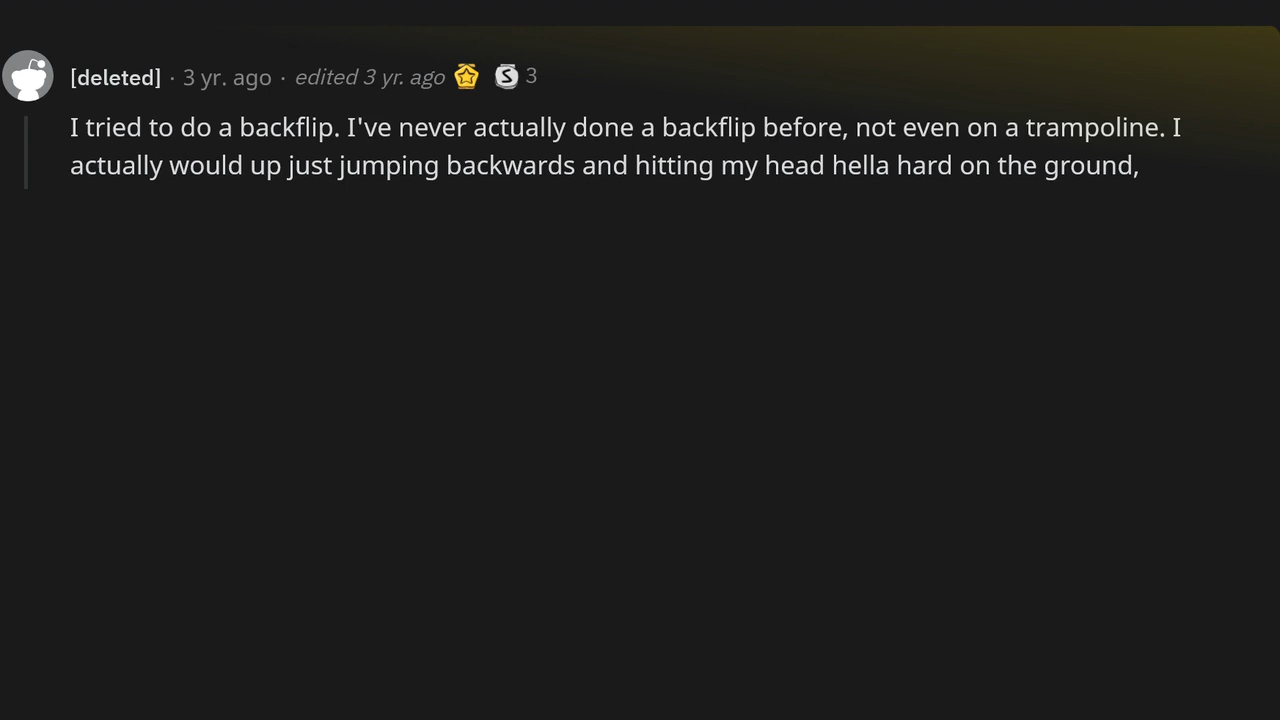 [deleted] · 3 yr. ago · edited 3 yr. ago S 3
I tried to do a backflip. I've never actually done a backflip before, not even on a trampoline. I
actually would up just jumping backwards and hitting my head hella hard on the ground,